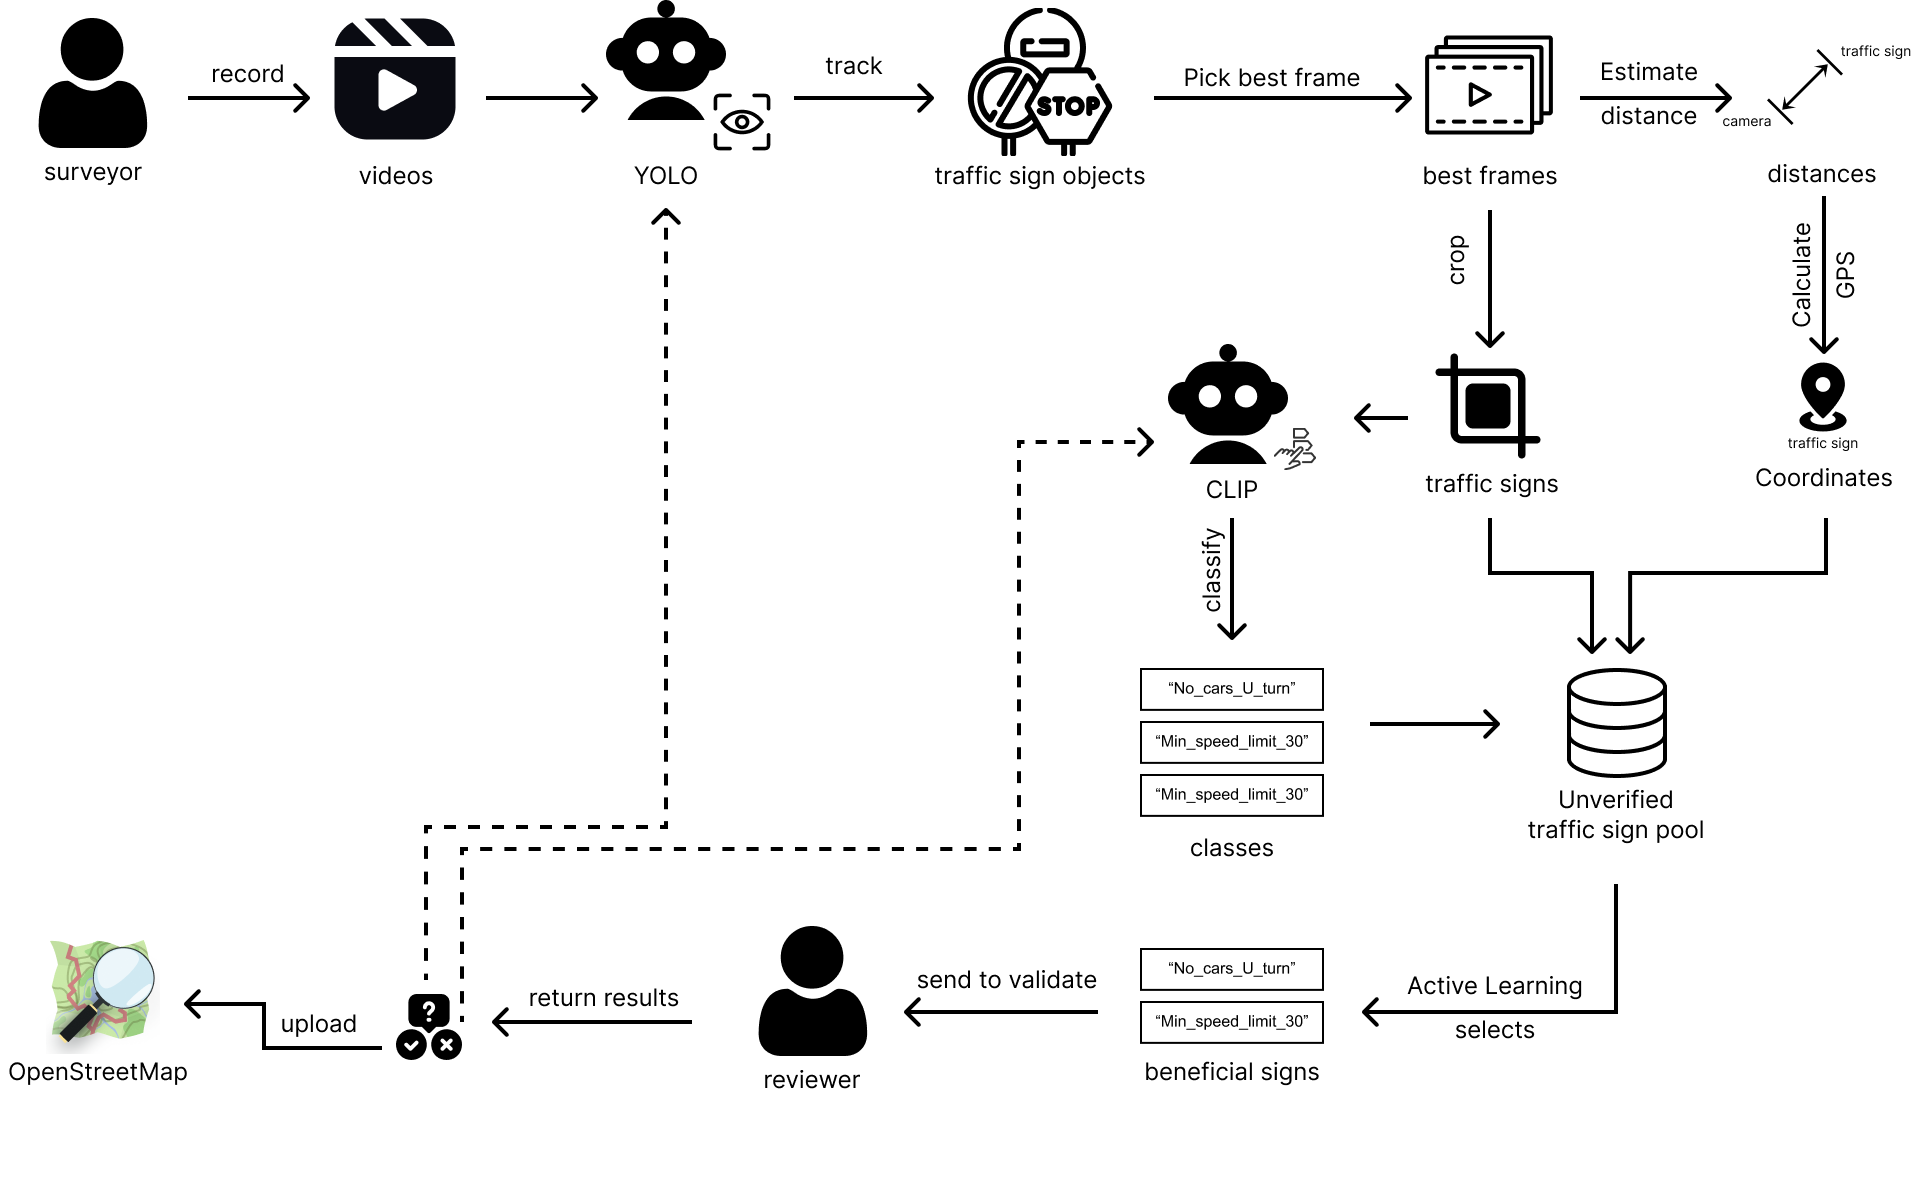 record
surveyor
videos
YOLO
track
STOP
traffic sign objects
Pick best frame
best frames
Estimate
distance
traffic sign
camera
distances
crop
Calculate
GPS
CLIP
traffic signs
traffic sign
Coordinates
classify
“No_cars_U_turn”
“Min_speed_limit_30”
“Min_speed_limit_30”
classes
Unverified
traffic sign pool
Active Learning
selects
“No_cars_U_turn”
“Min_speed_limit_30”
beneficial signs
send to validate
reviewer
return results
?
upload
OpenStreetMap